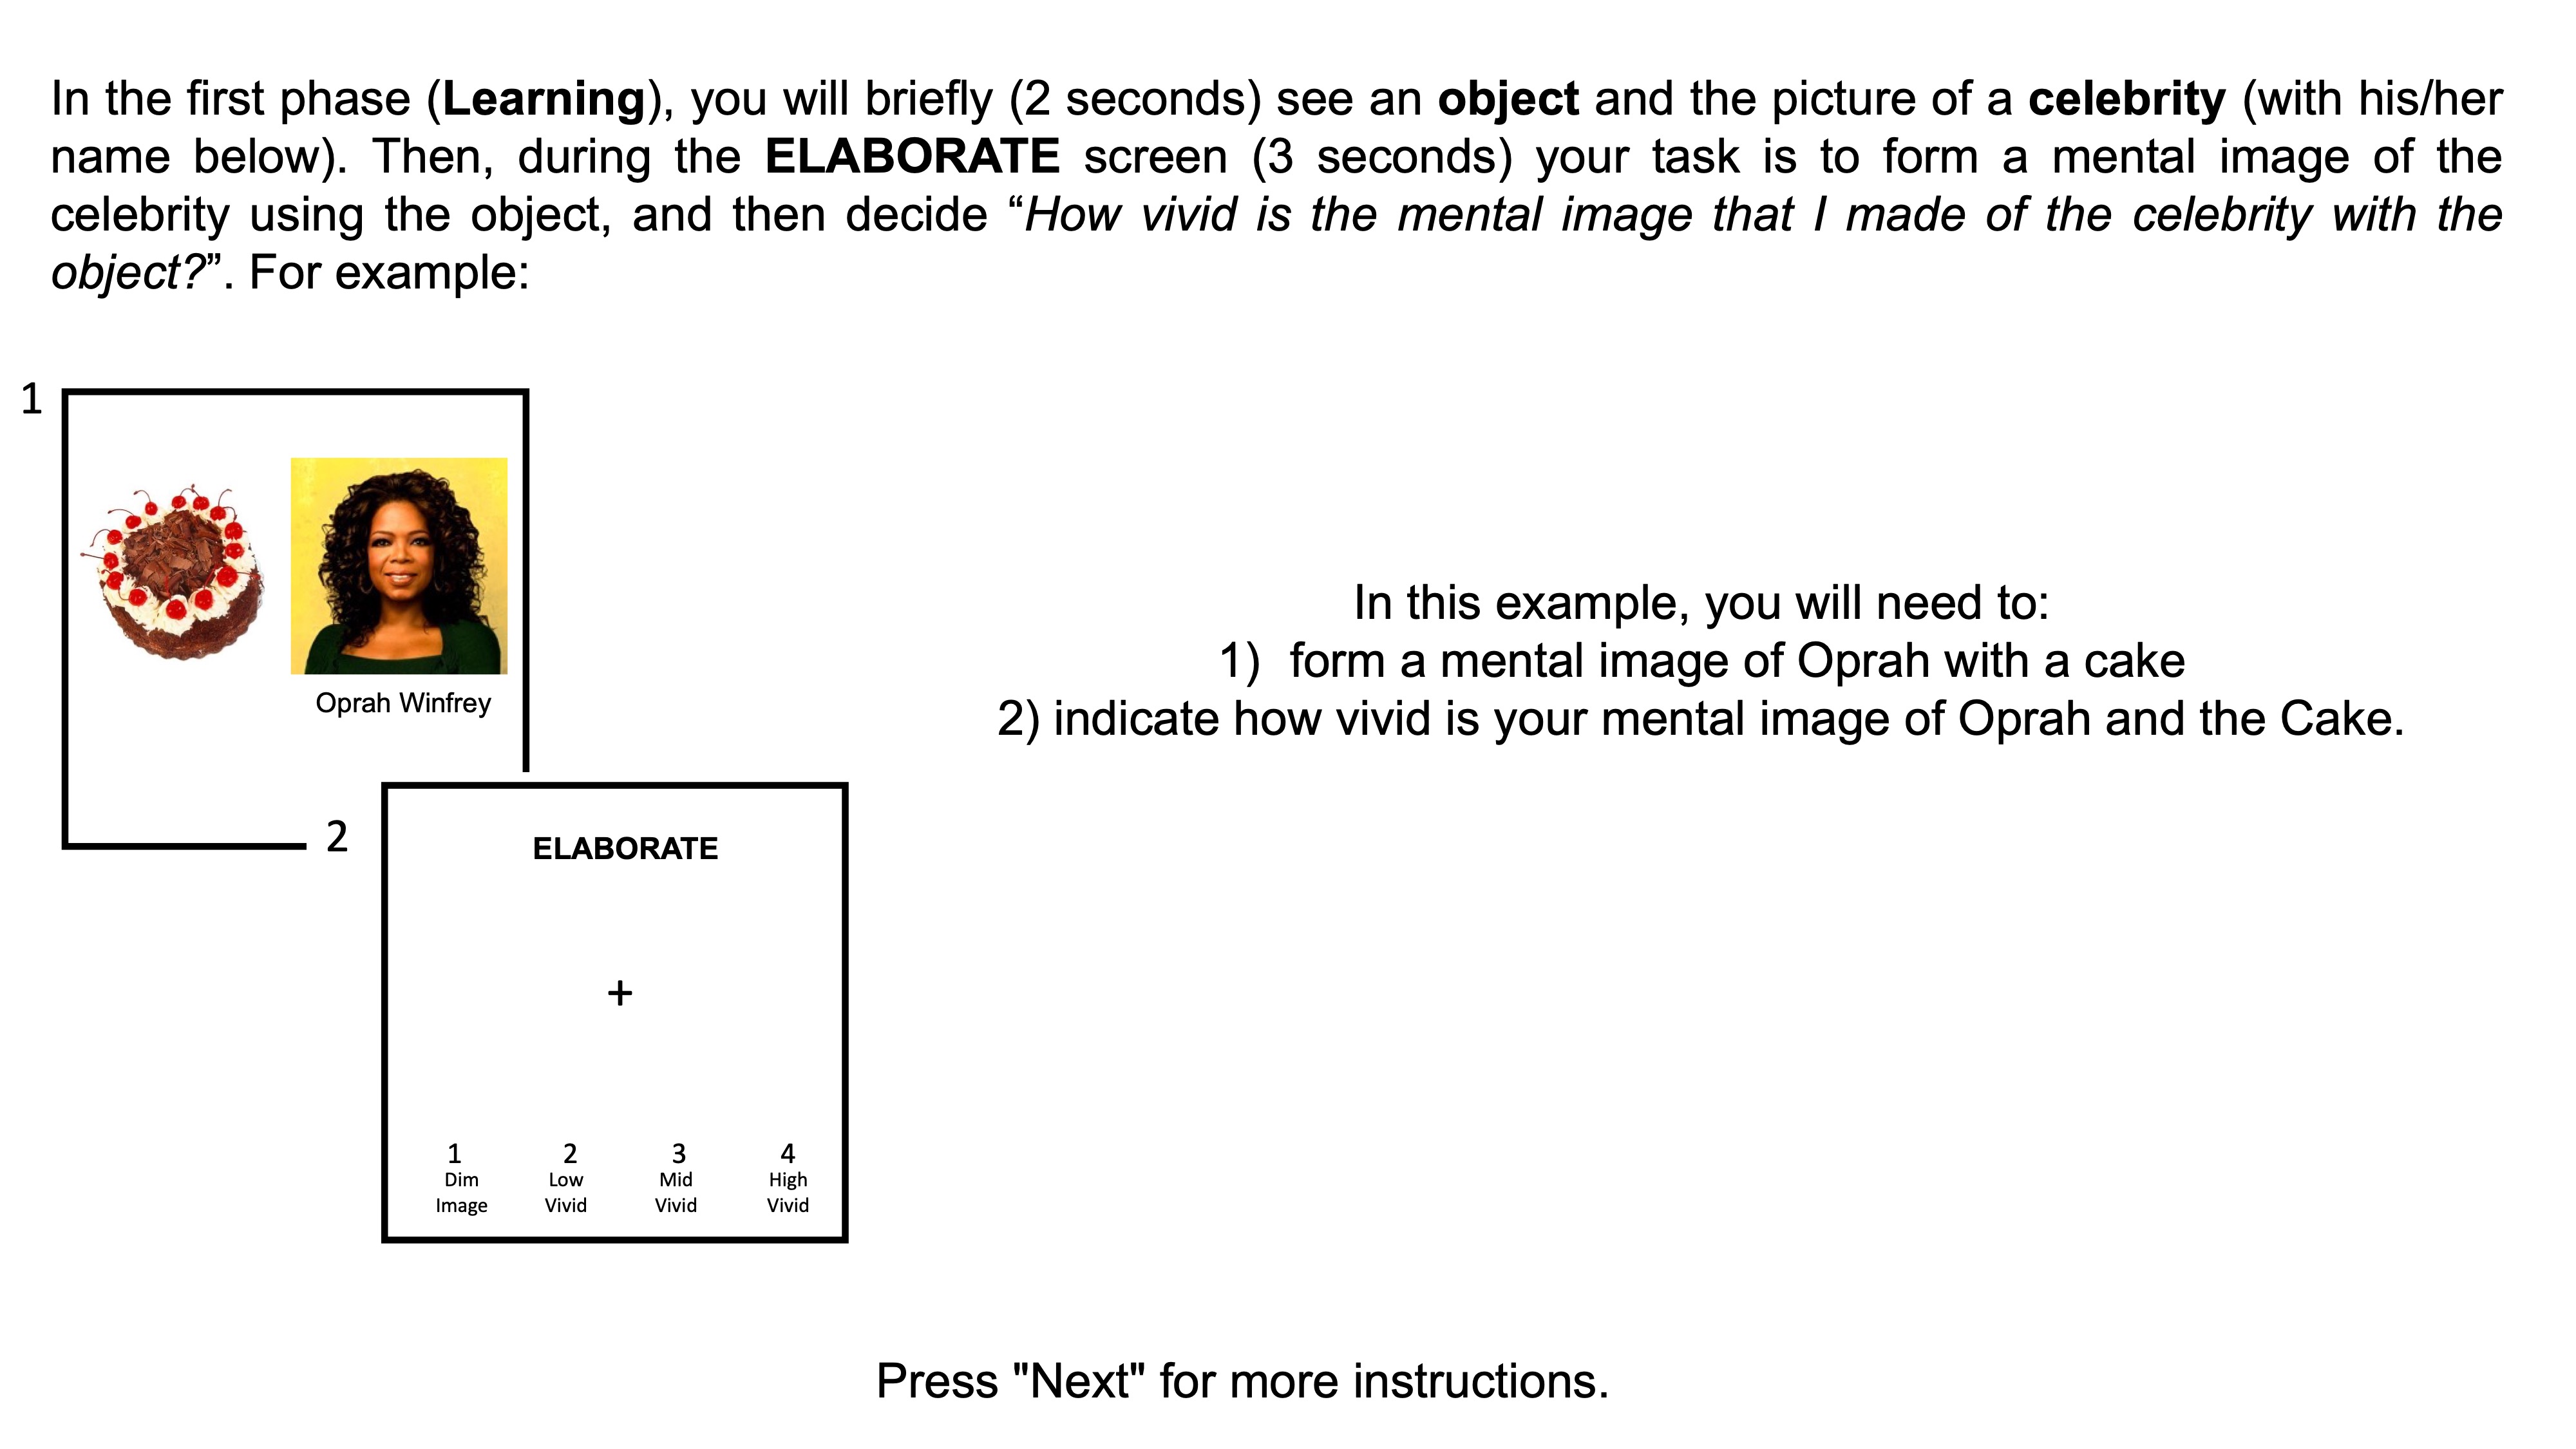 In the first phase (Learning), you will briefly (2 seconds) see an object and the picture of a celebrity (with his/her
name below). Then, during the ELABORATE screen (3 seconds) your task is to form a mental image of the
celebrity using the object, and then decide “How vivid is the mental image that I made of the celebrity with the
object?”. For example:
1
Oprah Winfrey
In this example, you will need to:
1) form a mental image of Oprah with a cake
2) indicate how vivid is your mental image of Oprah and the Cake.
2
ELABORATE
+
1 2 3 4
Dim Low Mid High
Image Vivid Vivid Vivid
Press "Next" for more instructions.